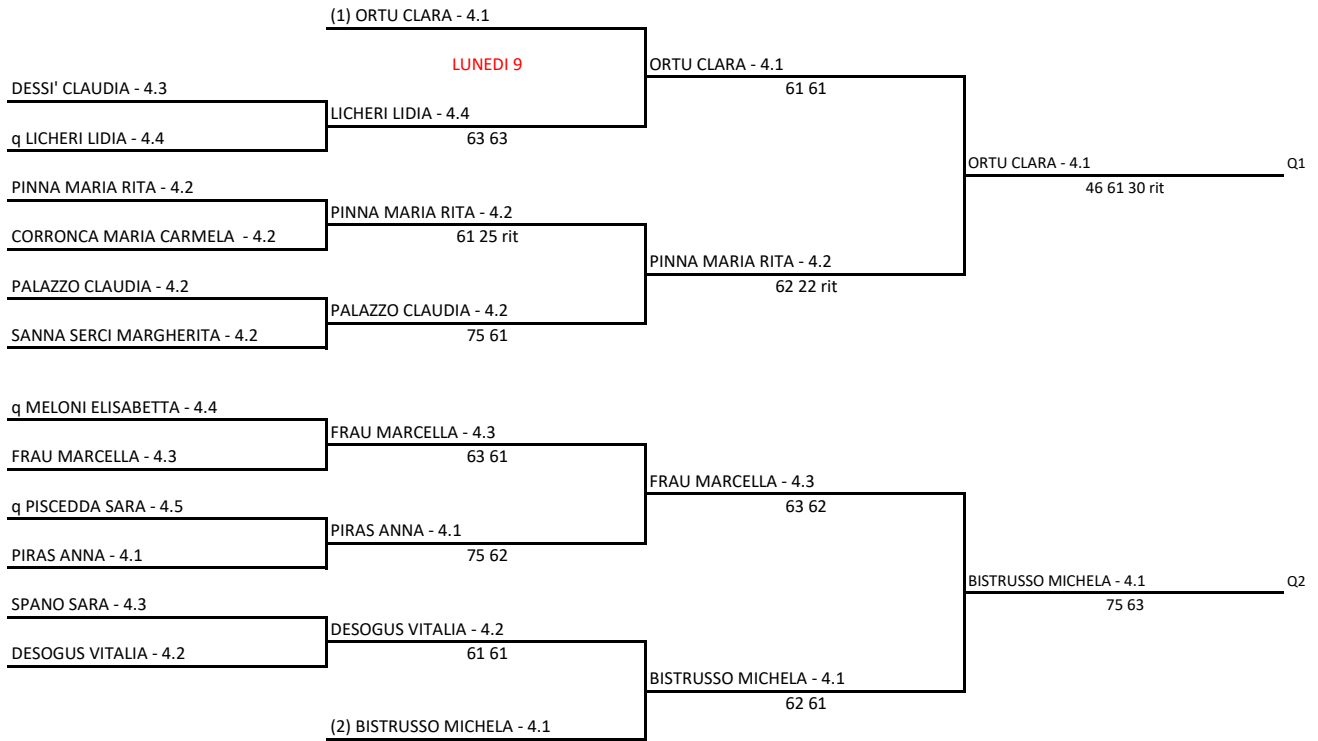 (1) ORTU CLARA - 4.1
LUNEDI 9
ORTU CLARA - 4.1
61 61
DESSI' CLAUDIA - 4.3
LICHERI LIDIA - 4.4
63 63
q LICHERI LIDIA - 4.4
ORTU CLARA - 4.1
Q1
46 61 30 rit
PINNA MARIA RITA - 4.2
PINNA MARIA RITA - 4.2
61 25 rit
CORRONCA MARIA CARMELA  - 4.2
PINNA MARIA RITA - 4.2
62 22 rit
PALAZZO CLAUDIA - 4.2
PALAZZO CLAUDIA - 4.2
75 61
SANNA SERCI MARGHERITA - 4.2
q MELONI ELISABETTA - 4.4
FRAU MARCELLA - 4.3
63 61
FRAU MARCELLA - 4.3
FRAU MARCELLA - 4.3
63 62
q PISCEDDA SARA - 4.5
PIRAS ANNA - 4.1
75 62
PIRAS ANNA - 4.1
BISTRUSSO MICHELA - 4.1
Q2
75 63
SPANO SARA - 4.3
DESOGUS VITALIA - 4.2
61 61
DESOGUS VITALIA - 4.2
BISTRUSSO MICHELA - 4.1
62 61
(2) BISTRUSSO MICHELA - 4.1